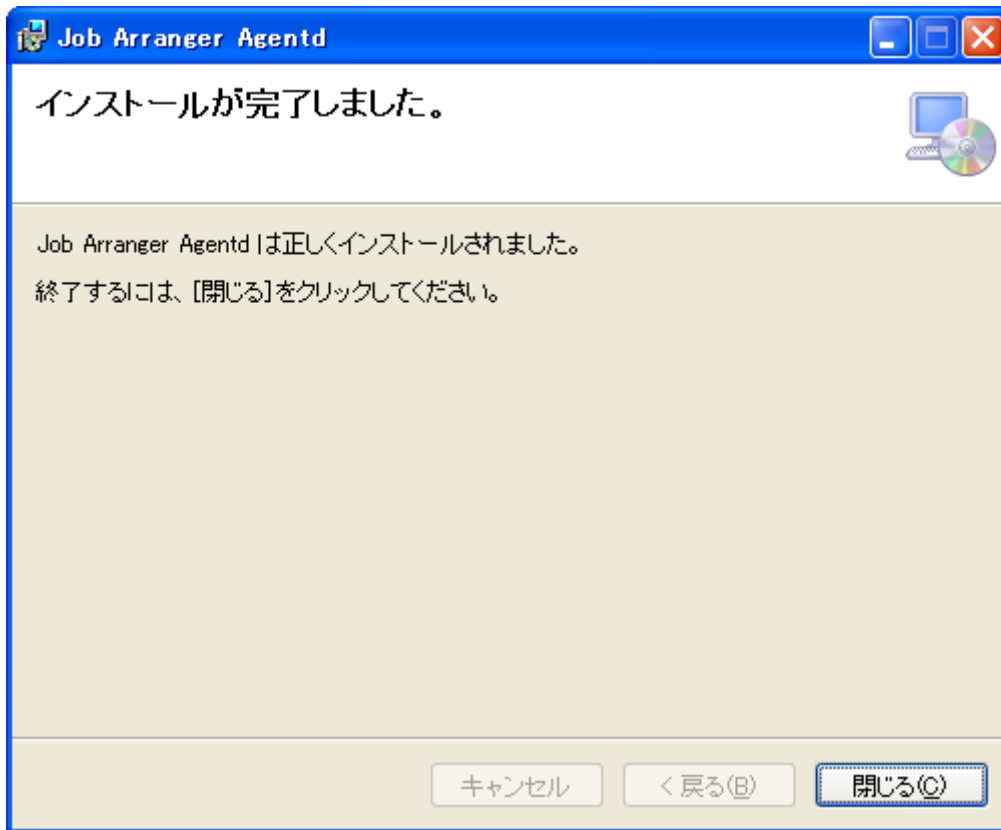 Job Arranger Agentd
インストールが完了しました。
Job Arranger Agentd は正しくインストールされました。
終了するには、[閉じる]をクリックしてください。
キャンセル
< 戻る(B)
閉じる(C)